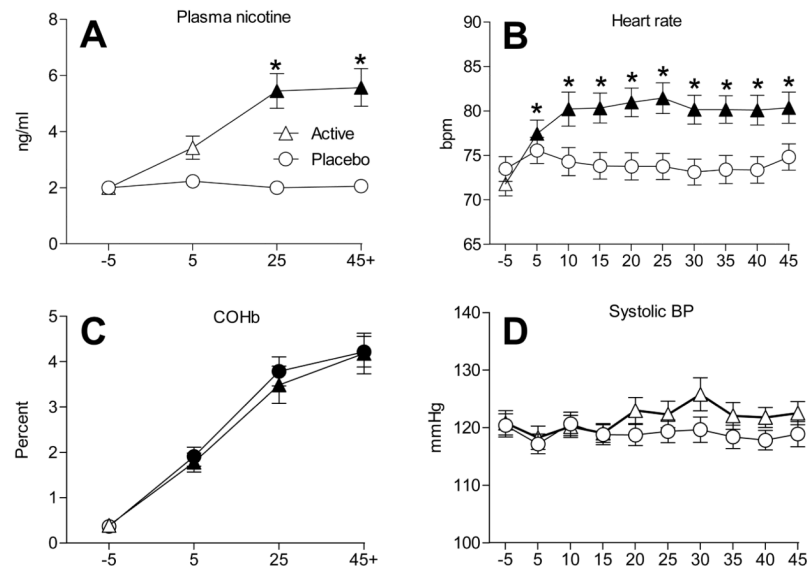 A
Plasma nicotine
8
6
4
2
0
ng/ml
* *
Active
Placebo
-5 5 25 45+
B
Heart rate
90
85
80
75
70
65
bpm
* * * * * * * * *
-5 5 10 15 20 25 30 35 40 45
C
COHb
5
4
3
2
1
0
Percent
-5 5 25 45+
D
Systolic BP
140
130
120
110
100
mmHg
-5 5 10 15 20 25 30 35 40 45